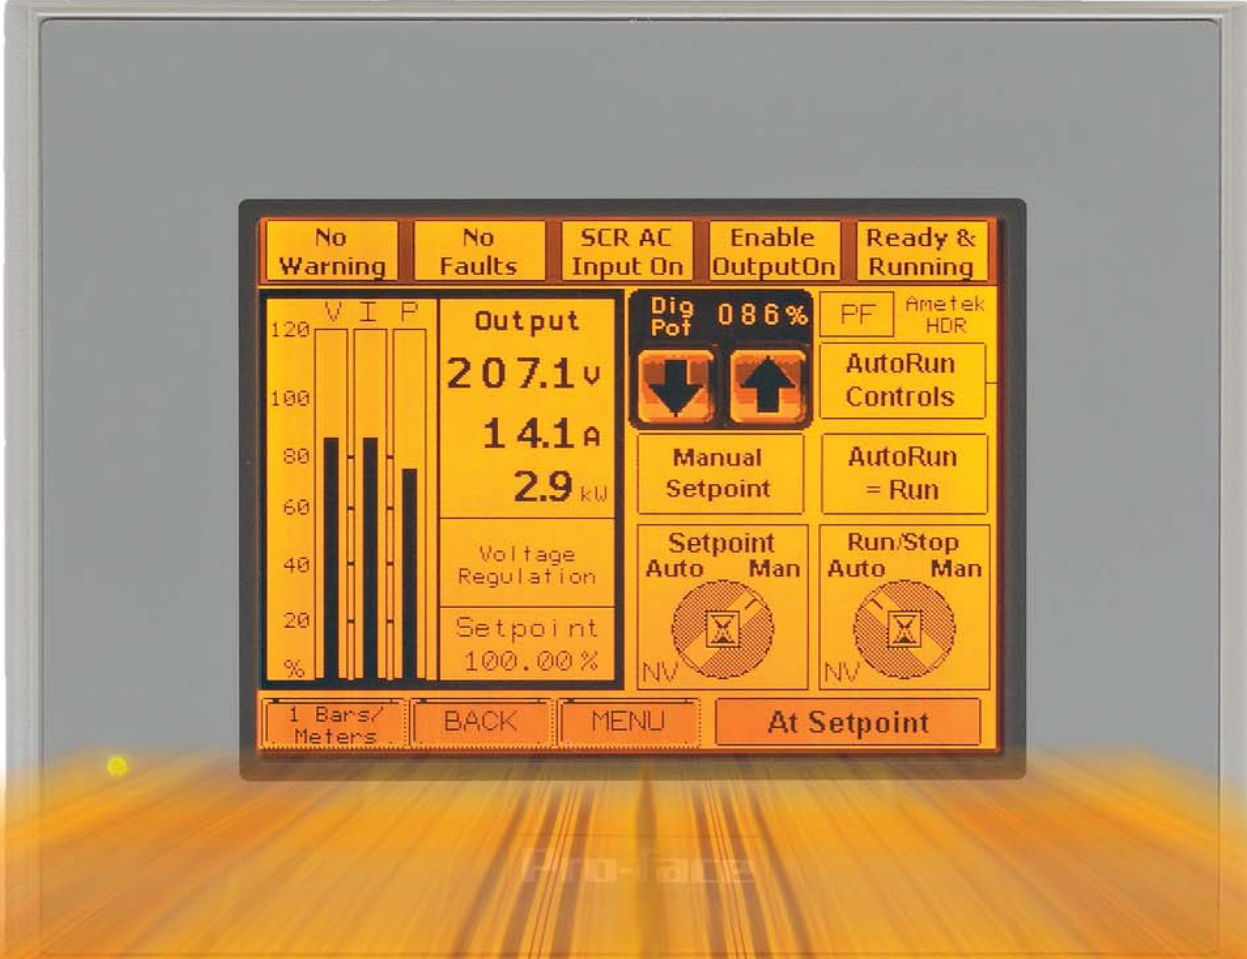 No
Warning
No
Faults
SCR AC
Input On
Enable
OutputOn
Ready &
Running
V I P
120
100
80
60
40
20
%
Output
207.1 V
14.1 A
2.9 kW
Voltage
Regulation
Setpoint
100.00 %
Dig
Pot
086%
PF
Ametek
HDR
AutoRun
Controls
Manual
Setpoint
AutoRun
= Run
Setpoint
Auto Man
NV
Run/Stop
Auto Man
NV
1 Bars/
Meters
BACK
MENU
At Setpoint
Pro-face